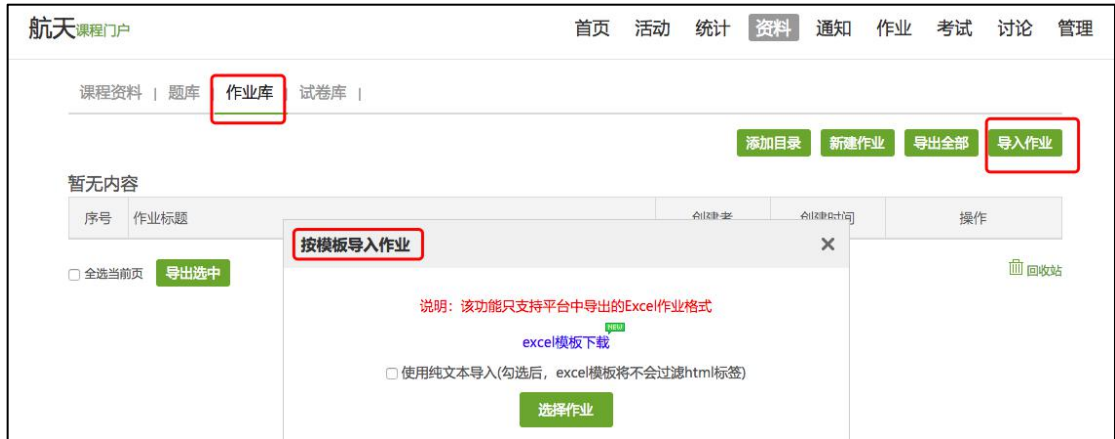 航天课程门户 首页 活动 统计 资料 通知 作业 考试 讨论 管理
课程资料 | 题库 | 作业库 | 试卷库 |
添加目录 新建作业 导出全部 导入作业
暂无内容
序号 作业标题 创建者 创建时间 操作
按模板导入作业
全选当前页 导出选中 回收站
说明：该功能只支持平台中导出的Excel作业格式
NEW
excel模板下载
使用纯文本导入(勾选后，excel模板将不会过滤html标签)
选择作业